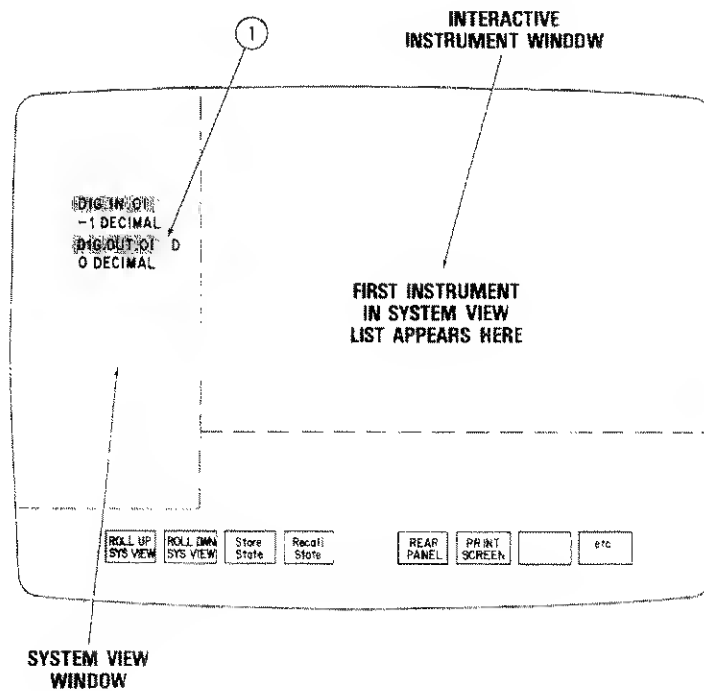 1
INTERACTIVE
INSTRUMENT WINDOW
DIG.IN.01
-1 DECIMAL
DIG.OUT.01 D
0 DECIMAL
FIRST INSTRUMENT
IN SYSTEM VIEW
LIST APPEARS HERE
ROLL UP
SYS VIEW
ROLL DWN
SYS VIEW
Store
State
Recall
State
REAR
PANEL
PRINT
SCREEN
etc
SYSTEM VIEW
WINDOW